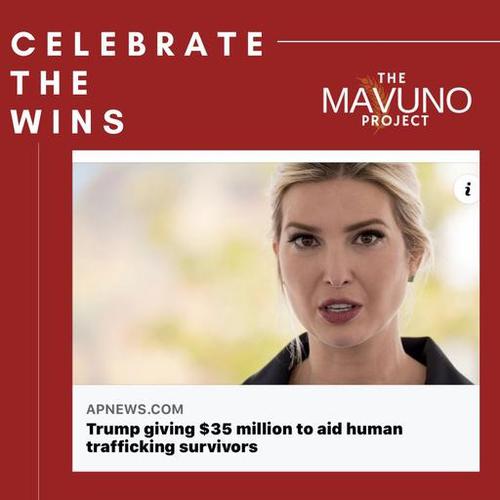 CELEBRATE
THE
WINS
THE
MAVUNO
PROJECT
i
APNEWS.COM
Trump giving $35 million to aid human
trafficking survivors